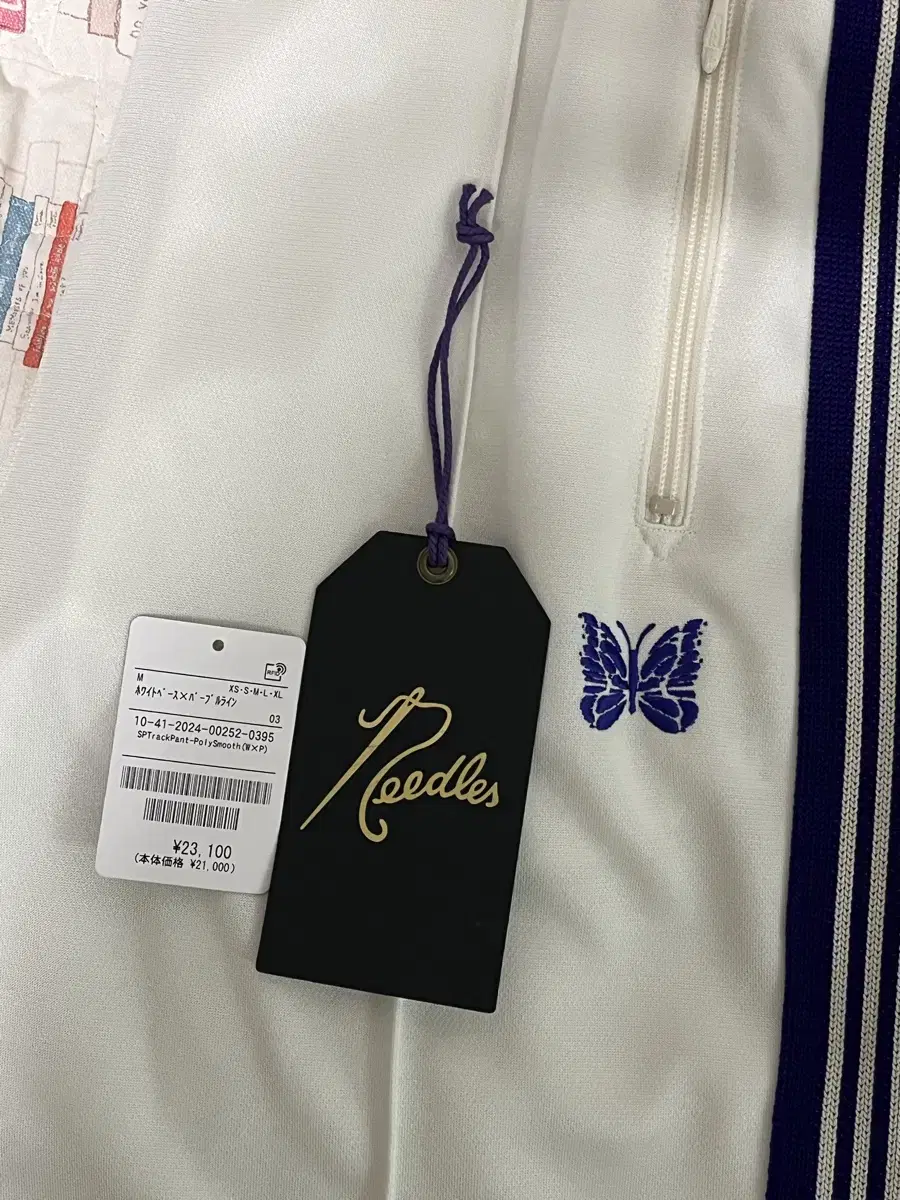 M
XS・S・M・L・XL
ホワイトベース×パープルライン
03
10-41-2024-00252-0395
SPTrackPant-PolySmooth(W×P)
¥23,100
(本体価格 ¥21,000)
Needles